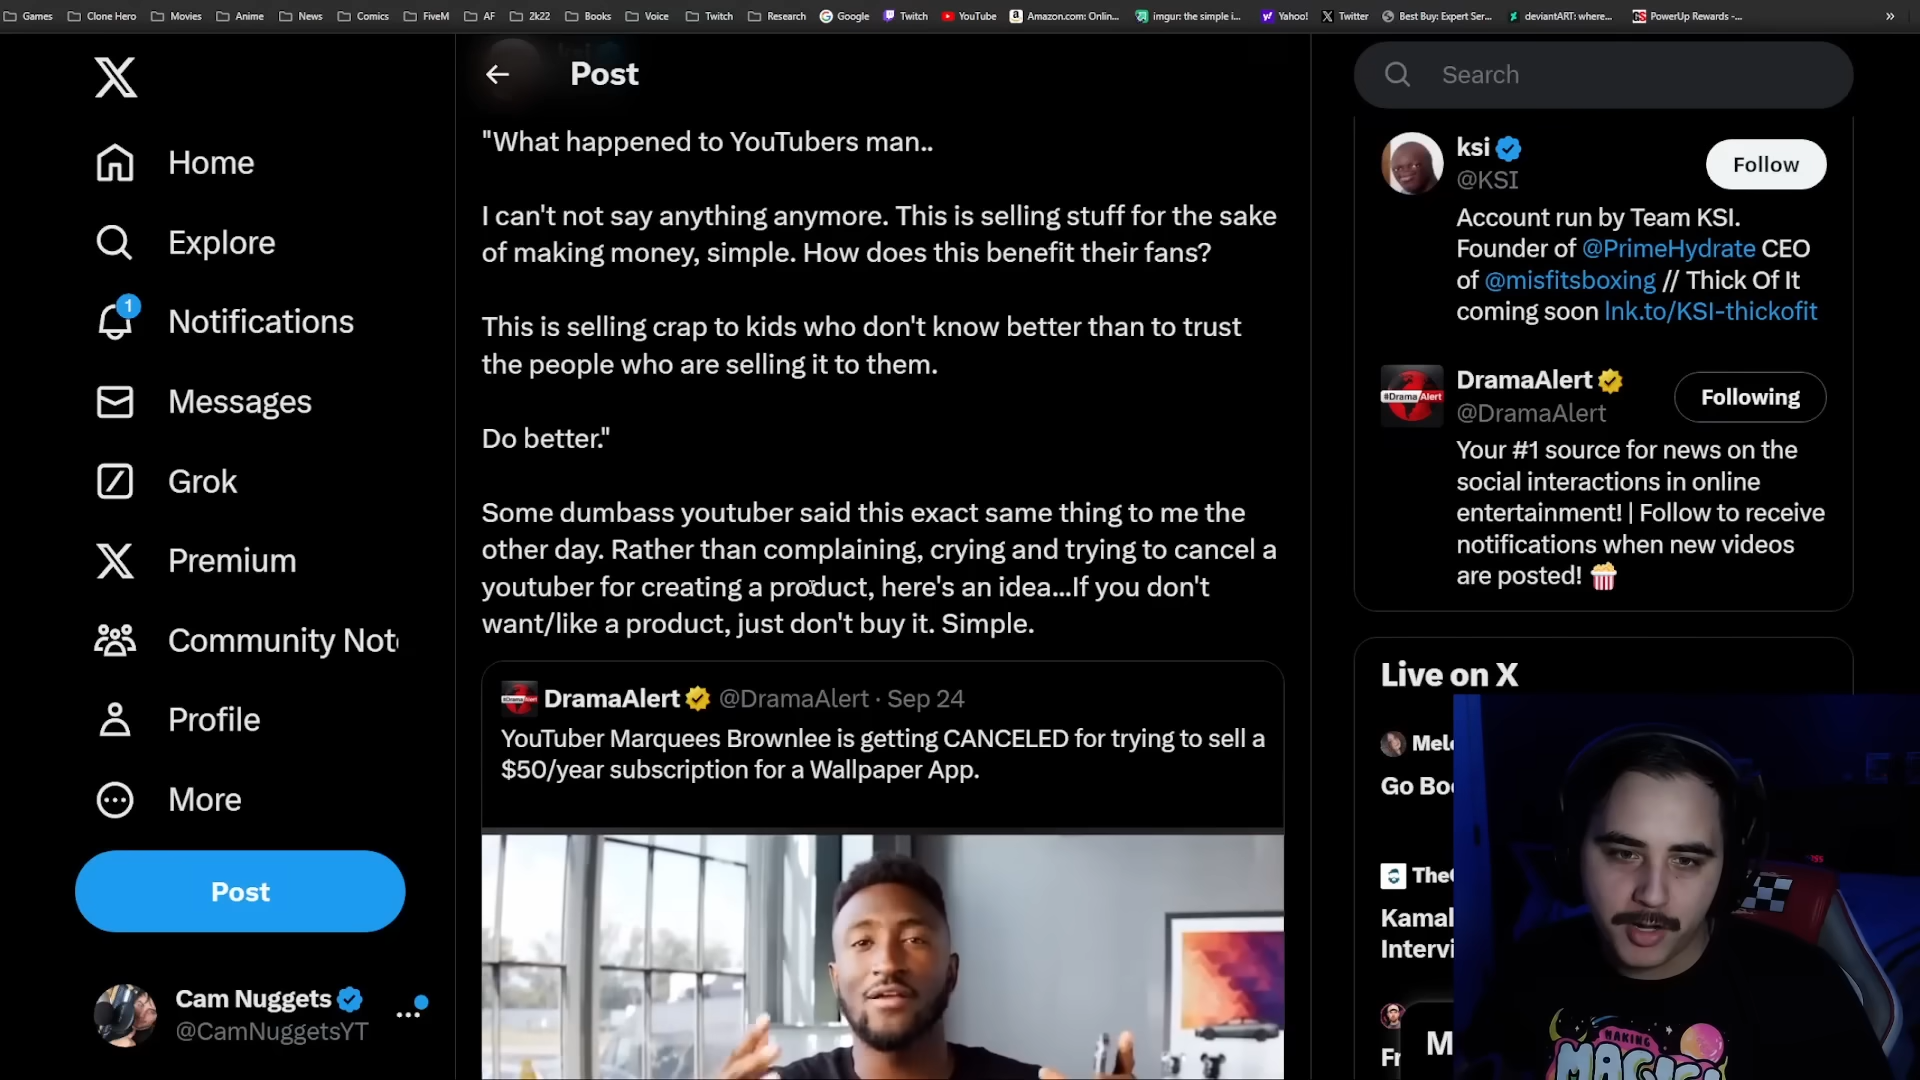 Games Clone Hero Movies Anime News Comics FiveM AF 2k22 Books Voice Twitch Research Google Twitch YouTube Amazon.com: Onlin... imgur: the simple i... Yahoo! Twitter Best Buy: Expert Ser... deviantART: where... PowerUp Rewards -...
Post
Search
Home
Explore
1
Notifications
Messages
Grok
Premium
Community Not
Profile
More
Post
Cam Nuggets
@CamNuggetsYT
"What happened to YouTubers man..
I can't not say anything anymore. This is selling stuff for the sake
of making money, simple. How does this benefit their fans?
This is selling crap to kids who don't know better than to trust
the people who are selling it to them.
Do better."
Some dumbass youtuber said this exact same thing to me the
other day. Rather than complaining, crying and trying to cancel a
youtuber for creating a product, here's an idea...If you don't
want/like a product, just don't buy it. Simple.
DramaAlert @DramaAlert · Sep 24
YouTuber Marquees Brownlee is getting CANCELED for trying to sell a
$50/year subscription for a Wallpaper App.
ksi
@KSI
Follow
Account run by Team KSI.
Founder of @PrimeHydrate CEO
of @misfitsboxing // Thick Of It
coming soon lnk.to/KSI-thickofit
#DramaAlert
DramaAlert
@DramaAlert
Following
Your #1 source for news on the
social interactions in online
entertainment! | Follow to receive
notifications when new videos
are posted!
Live on X
Mel
Go Bo
The
Kamal
Intervi
Fr
M
MAKING
MAGIC